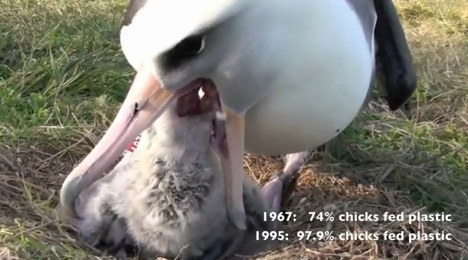 1967: 74% chicks fed plastic
1995: 97.9% chicks fed plastic